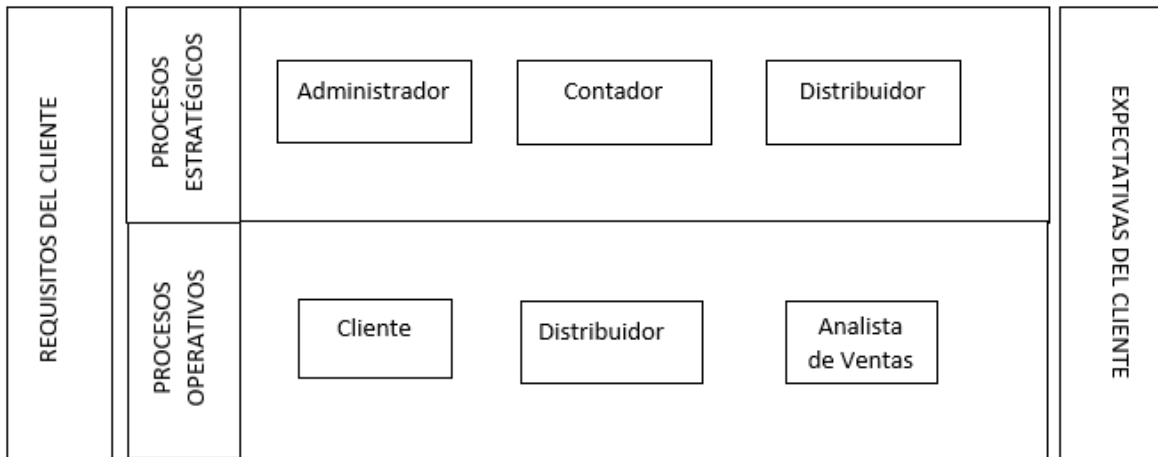 REQUISITOS DEL CLIENTE
PROCESOS
ESTRATÉGICOS
Administrador
Contador
Distribuidor
PROCESOS
OPERATIVOS
Cliente
Distribuidor
Analista
de Ventas
EXPECTATIVAS DEL CLIENTE